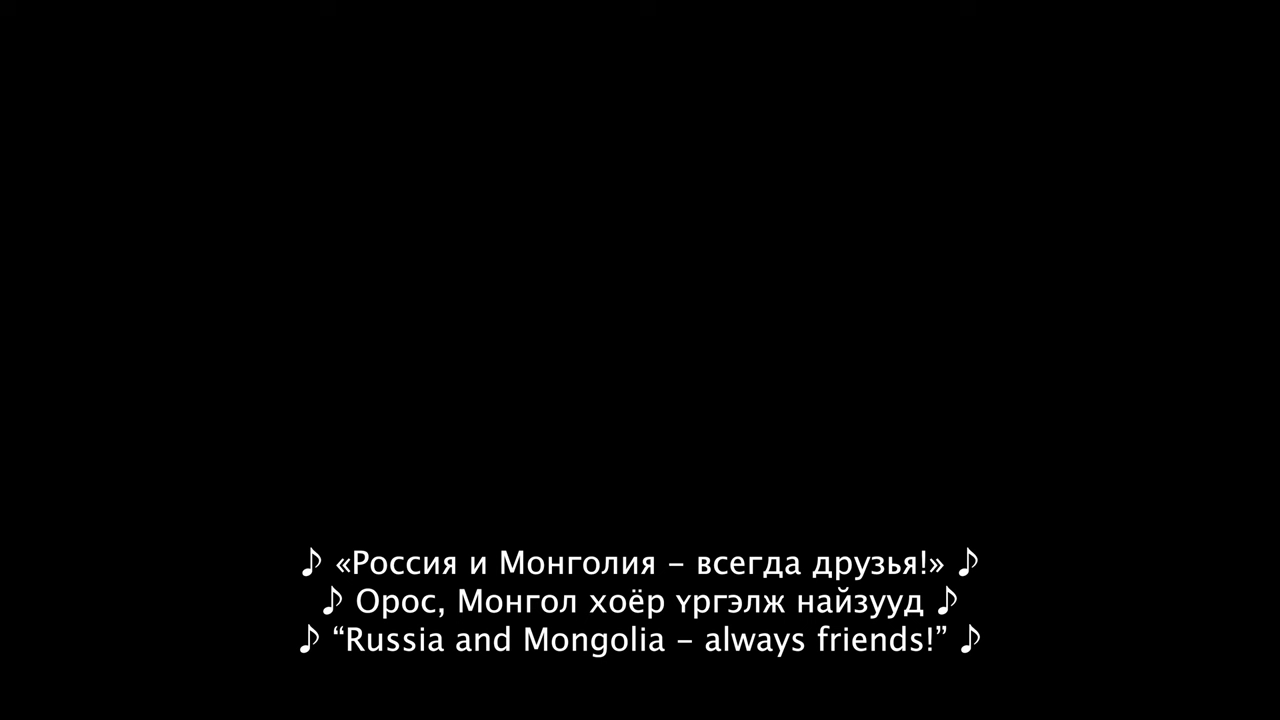 ♪ «Россия и Монголия – всегда друзья!» ♪
♪ Орос, Монгол хоёр үргэлж найзууд ♪
♪ “Russia and Mongolia – always friends!” ♪